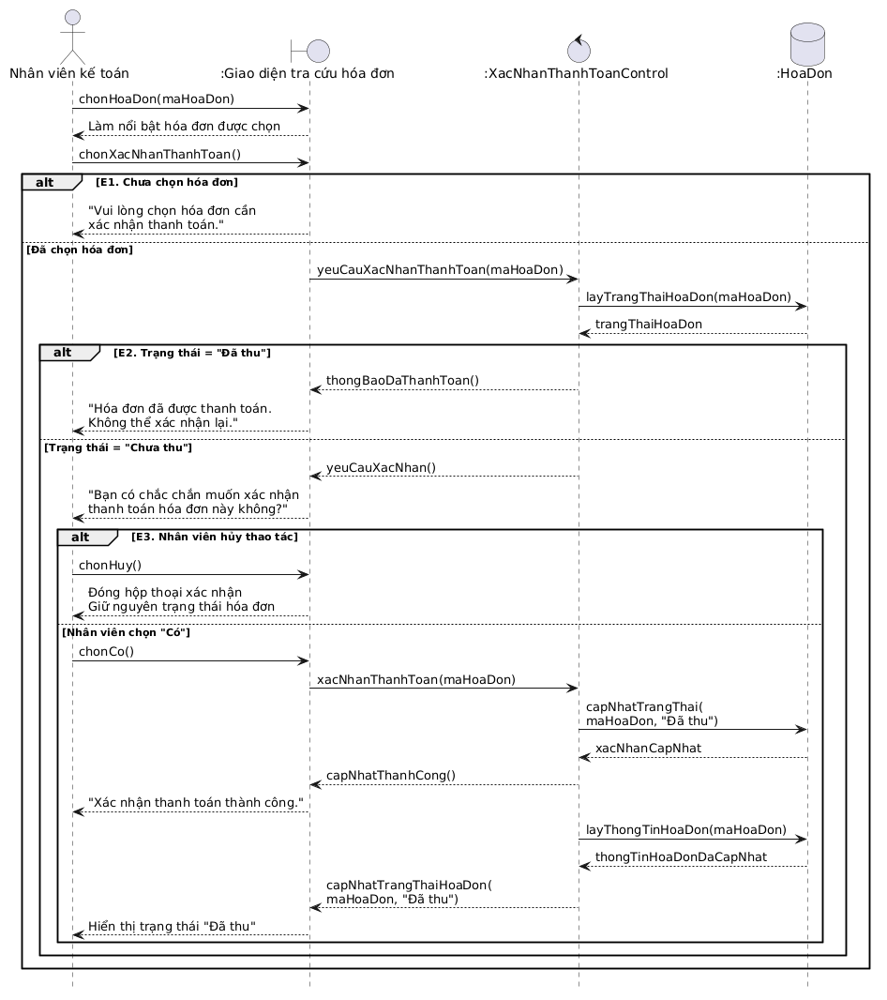 Nhân viên kế toán
:Giao diện tra cứu hóa đơn
:XacNhanThanhToanControl
:HoaDon
chonHoaDon(maHoaDon)
Làm nổi bật hóa đơn được chọn
chonXacNhanThanhToan()
alt [E1. Chưa chọn hóa đơn]
"Vui lòng chọn hóa đơn cần
xác nhận thanh toán."
[Đã chọn hóa đơn]
yeuCauXacNhanThanhToan(maHoaDon)
layTrangThaiHoaDon(maHoaDon)
trangThaiHoaDon
alt [E2. Trạng thái = "Đã thu"]
thongBaoDaThanhToan()
"Hóa đơn đã được thanh toán.
Không thể xác nhận lại."
[Trạng thái = "Chưa thu"]
yeuCauXacNhan()
"Bạn có chắc chắn muốn xác nhận
thanh toán hóa đơn này không?"
alt [E3. Nhân viên hủy thao tác]
chonHuy()
Đóng hộp thoại xác nhận
Giữ nguyên trạng thái hóa đơn
[Nhân viên chọn "Có"]
chonCo()
xacNhanThanhToan(maHoaDon)
capNhatTrangThai(
maHoaDon, "Đã thu")
xacNhanCapNhat
capNhatThanhCong()
"Xác nhận thanh toán thành công."
layThongTinHoaDon(maHoaDon)
thongTinHoaDonDaCapNhat
capNhatTrangThaiHoaDon(
maHoaDon, "Đã thu")
Hiển thị trạng thái "Đã thu"